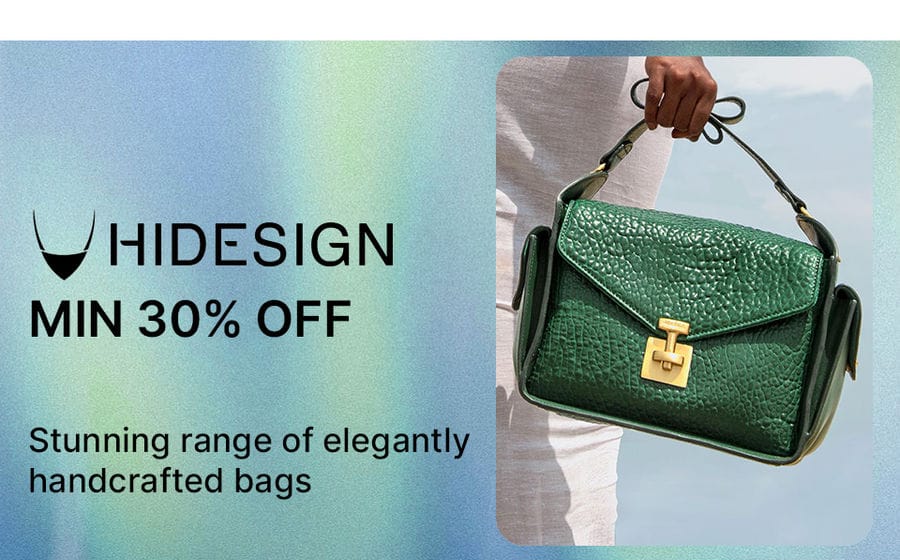 HIDESIGN
MIN 30% OFF
Stunning range of elegantly
handcrafted bags